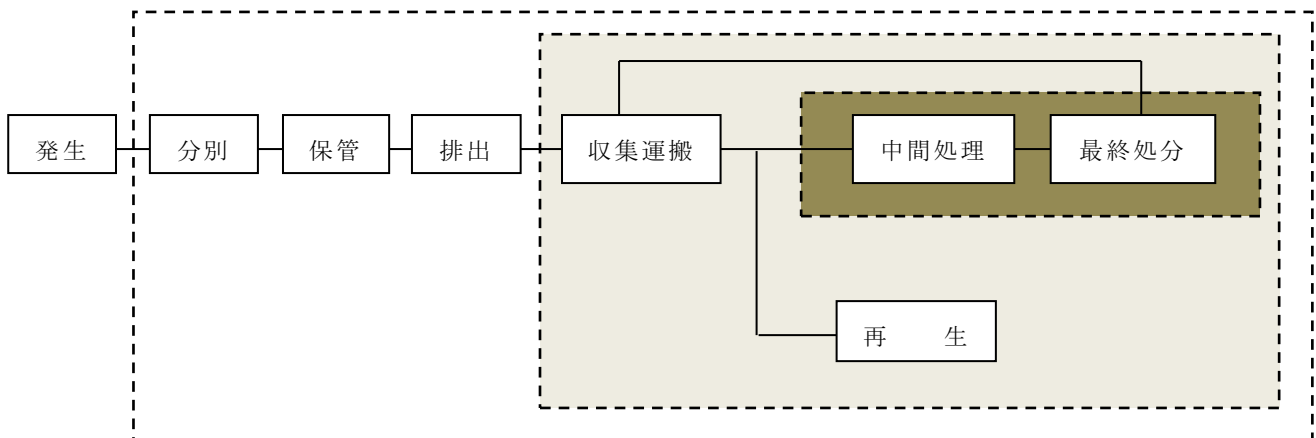 発生
分別
保管
排出
収集運搬
中間処理
最終処分
再 生